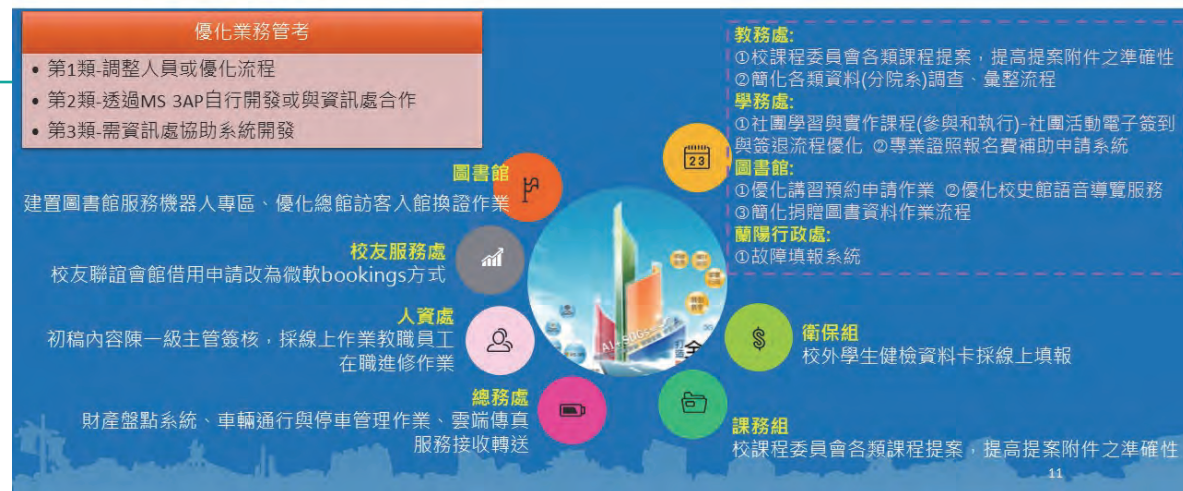 優化業務管考
• 第1類-調整人員或優化流程
• 第2類-透過MS 3AP自行開發或與資訊處合作
• 第3類-需資訊處協助系統開發
教務處:
①校課程委員會各類課程提案，提高提案附件之準確性
②簡化各類資料(分院系)調查、彙整流程
學務處:
①社團學習與實作課程(參與和執行)-社團活動電子簽到
與簽退流程優化 ②專業證照報名費補助申請系統
圖書館:
①優化講習預約申請作業 ②優化校史館語音導覽服務
③簡化捐贈圖書資料作業流程
蘭陽行政處:
①故障填報系統
23
圖書館
建置圖書館服務機器人專區、優化總館訪客入館換證作業
校友服務處
校友聯誼會館借用申請改為微軟bookings方式
人資處
初稿內容陳一級主管簽核，採線上作業教職員工
在職進修作業
總務處
財產盤點系統、車輛通行與停車管理作業、雲端傳真
服務接收轉送
AI+SDGs=
全
衛保組
校外學生健檢資料卡採線上填報
課務組
校課程委員會各類課程提案，提高提案附件之準確性
11